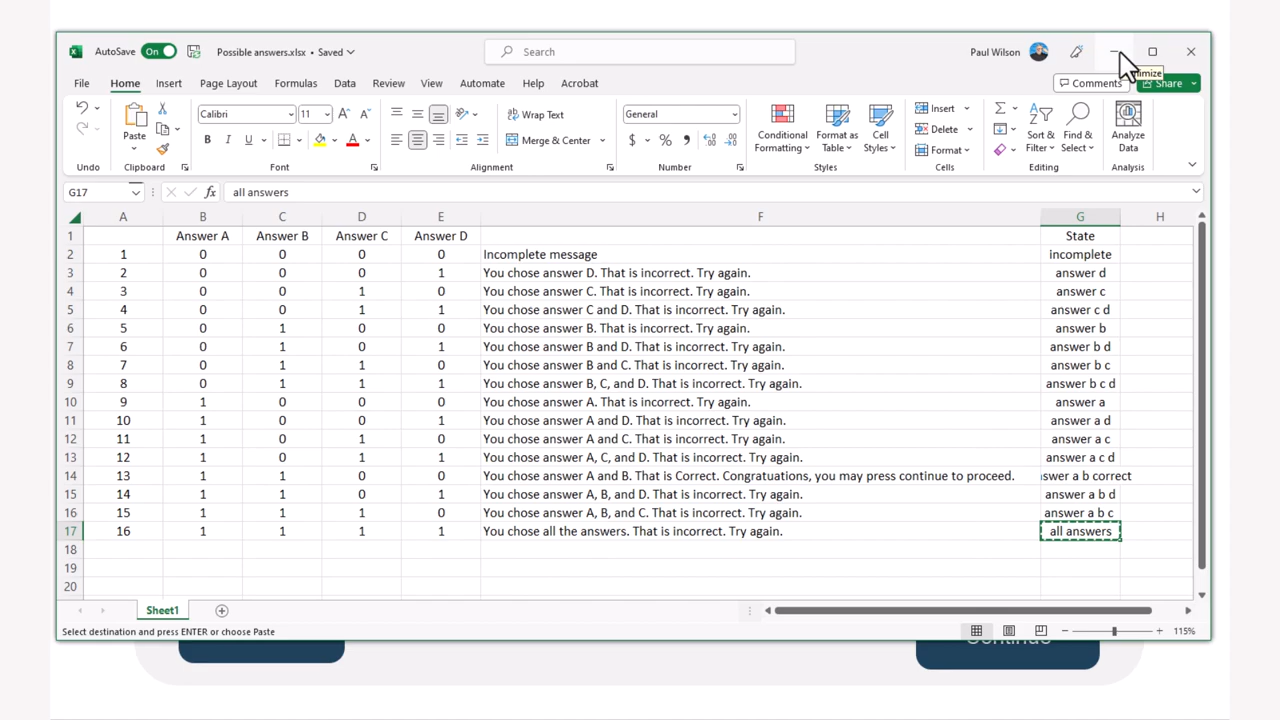 AutoSave On Possible answers.xlsx • Saved Search Paul Wilson
File Home Insert Page Layout Formulas Data Review View Automate Help Acrobat Comments Share
Paste Calibri 11 A A Wrap Text General Conditional Formatting Format as Table Cell Styles Insert Sort & Filter Find & Select Analyze Data
B I U A Merge & Center $ % Delete
Format
Undo Clipboard Font Alignment Number Styles Cells Editing Analysis
G17 fx all answers
A B C D E F G H
1 Answer A Answer B Answer C Answer D State
2 1 0 0 0 0 Incomplete message incomplete
3 2 0 0 0 1 You chose answer D. That is incorrect. Try again. answer d
4 3 0 0 1 0 You chose answer C. That is incorrect. Try again. answer c
5 4 0 0 1 1 You chose answer C and D. That is incorrect. Try again. answer c d
6 5 0 1 0 0 You chose answer B. That is incorrect. Try again. answer b
7 6 0 1 0 1 You chose answer B and D. That is incorrect. Try again. answer b d
8 7 0 1 1 0 You chose answer B and C. That is incorrect. Try again. answer b c
9 8 0 1 1 1 You chose answer B, C, and D. That is incorrect. Try again. answer b c d
10 9 1 0 0 0 You chose answer A. That is incorrect. Try again. answer a
11 10 1 0 0 1 You chose answer A and D. That is incorrect. Try again. answer a d
12 11 1 0 1 0 You chose answer A and C. That is incorrect. Try again. answer a c
13 12 1 0 1 1 You chose answer A, C, and D. That is incorrect. Try again. answer a c d
14 13 1 1 0 0 You chose answer A and B. That is Correct. Congratuations, you may press continue to proceed. nswer a b correct
15 14 1 1 0 1 You chose answer A, B, and D. That is incorrect. Try again. answer a b d
16 15 1 1 1 0 You chose answer A, B, and C. That is incorrect. Try again. answer a b c
17 16 1 1 1 1 You chose all the answers. That is incorrect. Try again. all answers
18
19
20
Sheet1
Select destination and press ENTER or choose Paste 115%